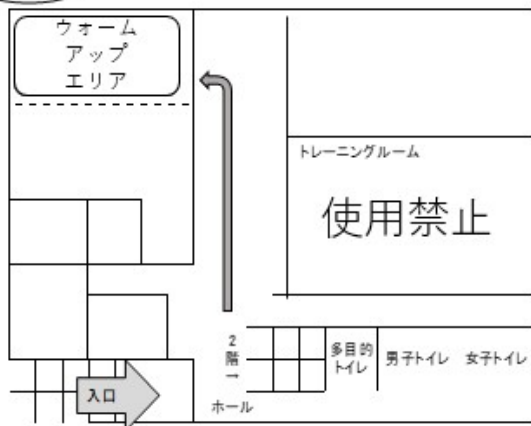 ウォーム
アップ
エリア
トレーニングルーム
使用禁止
2
階
→
多目的
トイレ
男子トイレ
女子トイレ
入口
ホール